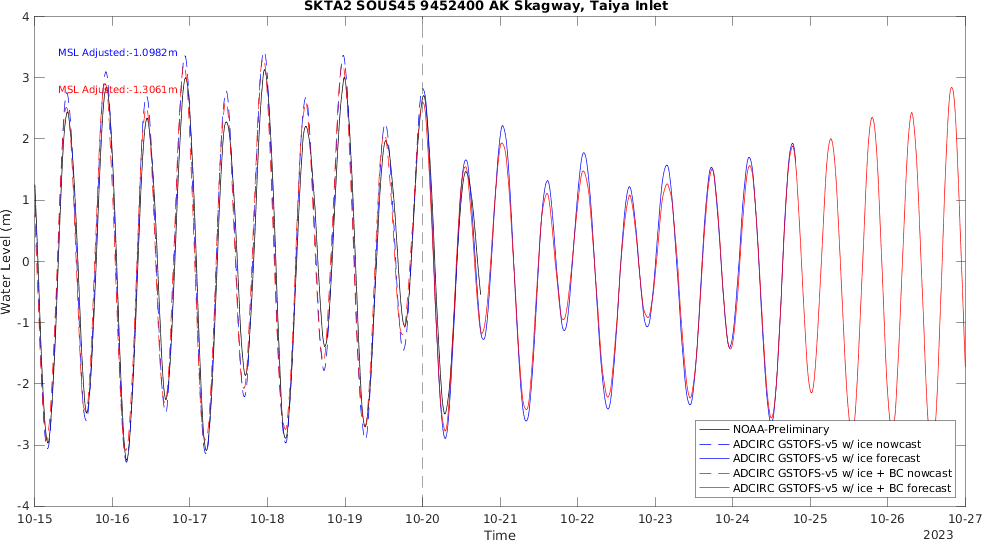 SKTA2 SOUS45 9452400 AK Skagway, Taiya Inlet
4
3
2
1
0
-1
-2
-3
-4
Water Level (m)
MSL Adjusted:-1.0982m
MSL Adjusted:-1.3061m
NOAA-Preliminary
ADCIRC GSTOFS-v5 w/ ice nowcast
ADCIRC GSTOFS-v5 w/ ice forecast
ADCIRC GSTOFS-v5 w/ ice + BC nowcast
ADCIRC GSTOFS-v5 w/ ice + BC forecast
10-15 10-16 10-17 10-18 10-19 10-20 10-21 10-22 10-23 10-24 10-25 10-26 10-27
Time
2023